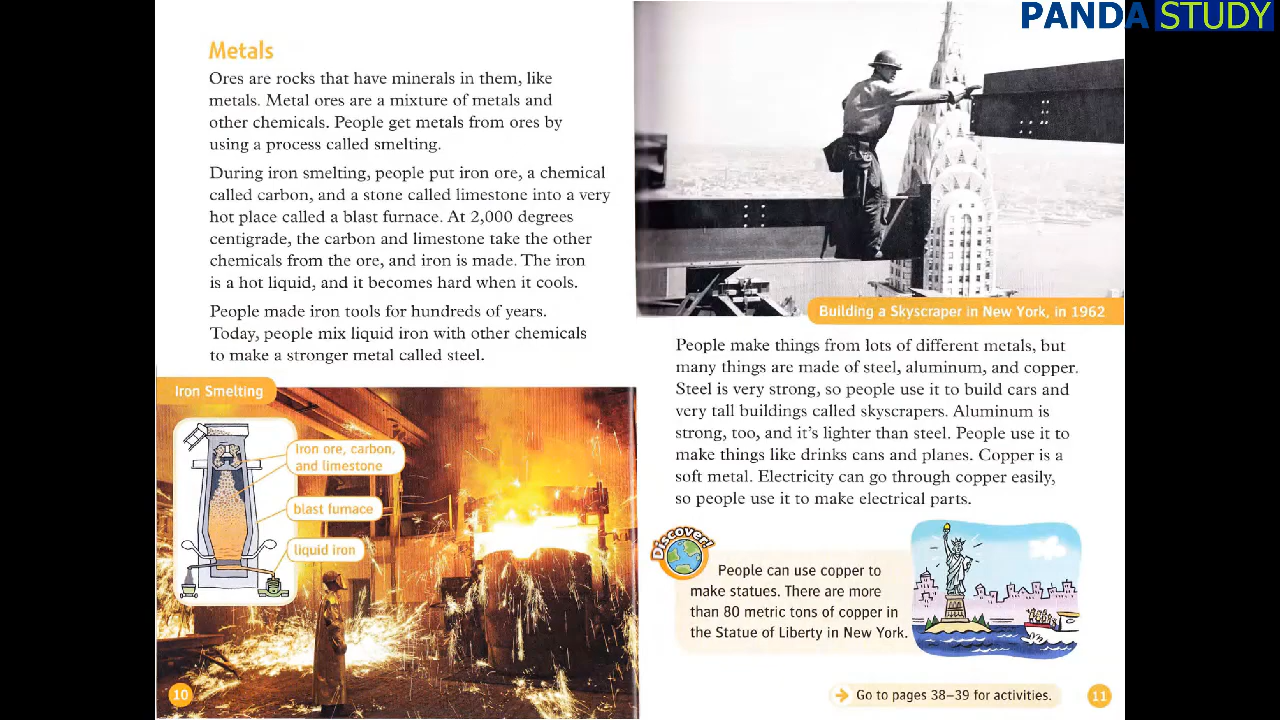 PANDA STUDY
Metals
Ores are rocks that have minerals in them, like
metals. Metal ores are a mixture of metals and
other chemicals. People get metals from ores by
using a process called smelting.
During iron smelting, people put iron ore, a chemical
called carbon, and a stone called limestone into a very
hot place called a blast furnace. At 2,000 degrees
centigrade, the carbon and limestone take the other
chemicals from the ore, and iron is made. The iron
is a hot liquid, and it becomes hard when it cools.
People made iron tools for hundreds of years.
Today, people mix liquid iron with other chemicals
to make a stronger metal called steel.
Iron Smelting
iron ore, carbon,
and limestone
blast furnace
liquid iron
10
Building a Skyscraper in New York, in 1962
People make things from lots of different metals, but
many things are made of steel, aluminum, and copper.
Steel is very strong, so people use it to build cars and
very tall buildings called skyscrapers. Aluminum is
strong, too, and it's lighter than steel. People use it to
make things like drinks cans and planes. Copper is a
soft metal. Electricity can go through copper easily,
so people use it to make electrical parts.
Discover!
People can use copper to
make statues. There are more
than 80 metric tons of copper in
the Statue of Liberty in New York.
Go to pages 38–39 for activities.
11